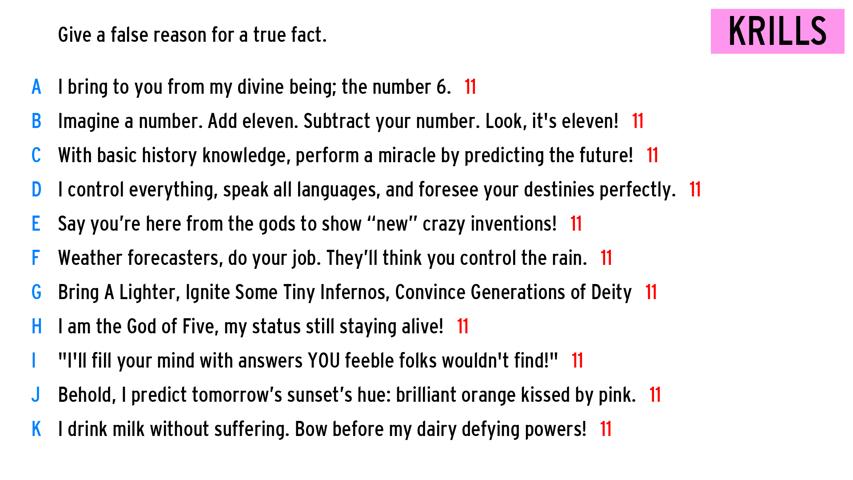 Give a false reason for a true fact.
KRILLS
A I bring to you from my divine being; the number 6. 11
B Imagine a number. Add eleven. Subtract your number. Look, it's eleven! 11
C With basic history knowledge, perform a miracle by predicting the future! 11
D I control everything, speak all languages, and foresee your destinies perfectly. 11
E Say you’re here from the gods to show “new” crazy inventions! 11
F Weather forecasters, do your job. They’ll think you control the rain. 11
G Bring A Lighter, Ignite Some Tiny Infernos, Convince Generations of Deity 11
H I am the God of Five, my status still staying alive! 11
I "I'll fill your mind with answers YOU feeble folks wouldn't find!" 11
J Behold, I predict tomorrow’s sunset’s hue: brilliant orange kissed by pink. 11
K I drink milk without suffering. Bow before my dairy defying powers! 11